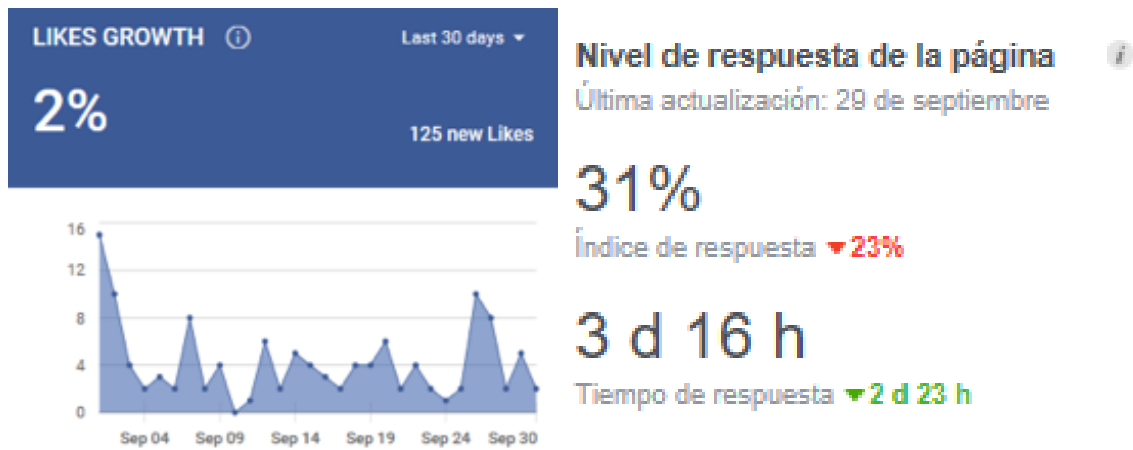 LIKES GROWTH
Last 30 days
2%
125 new Likes
16
12
8
4
0
Sep 04 Sep 09 Sep 14 Sep 19 Sep 24 Sep 30
Nivel de respuesta de la página
Última actualización: 29 de septiembre
31%
Índice de respuesta ▼23%
3 d 16 h
Tiempo de respuesta ▼2 d 23 h